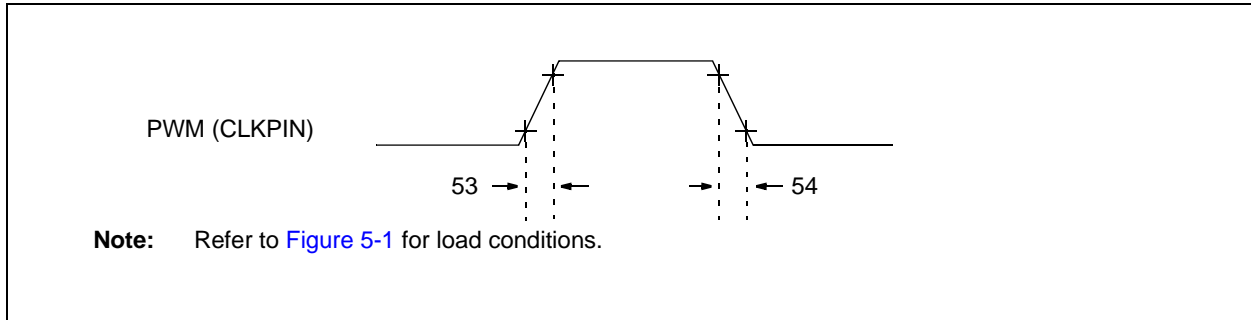 PWM (CLKPIN)
53
54
Note: Refer to Figure 5-1 for load conditions.